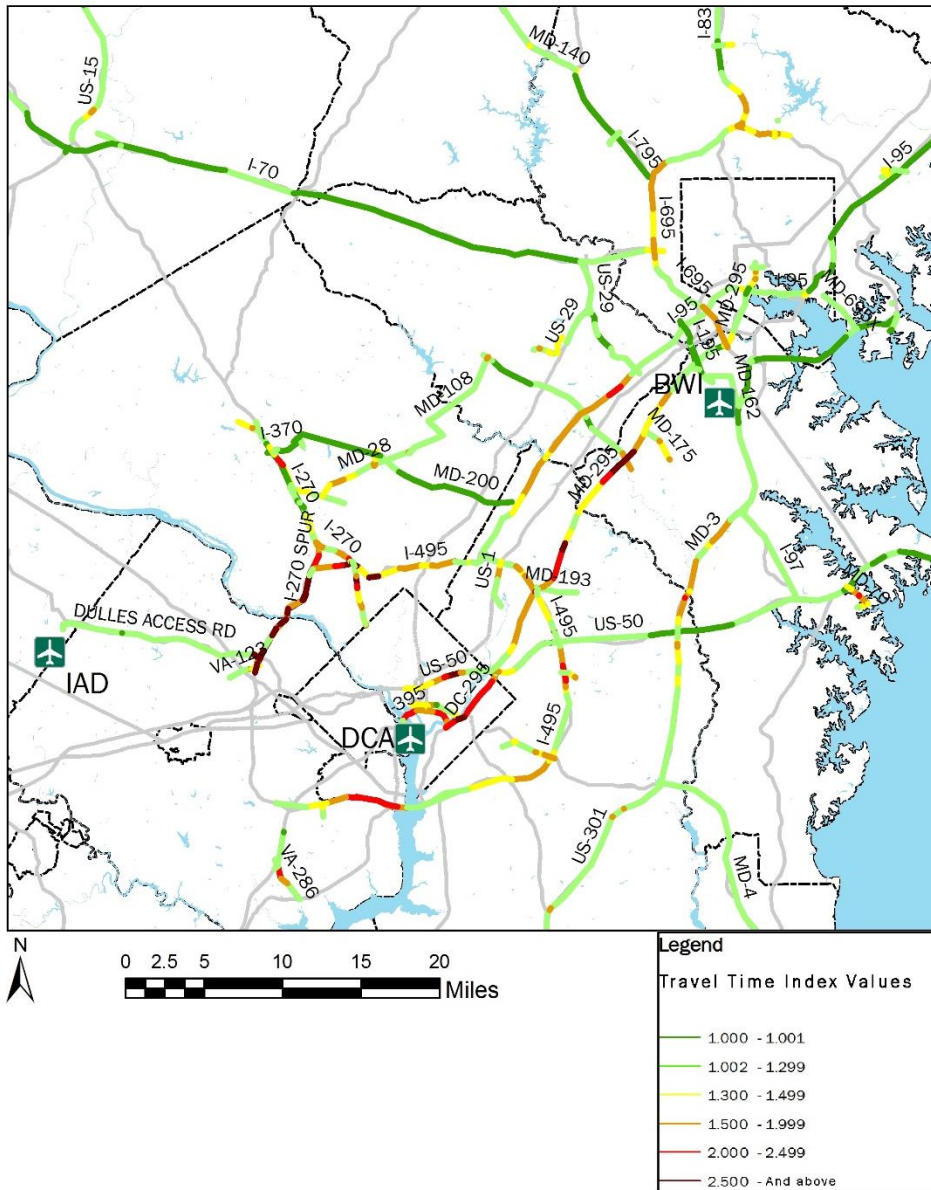 I-83
MD-140
US-15
I-795
I-95
I-70
I-695
US-29
I-695
MD-295
I-95
MD-695
US-29
I-95
I-195
MD-162
BWI
MD-108
MD-175
I-370
MD-28
MD-295
I-270
MD-200
MD-3
I-270 SPUR
I-270
I-495
US-1
MD-193
I-97
I-495
DULLES ACCESS RD
US-50
VA-123
IAD
US-50
DC-295
395
DCA
I-495
US-301
VA-286
MD-4
N
0 2.5 5 10 15 20
Miles
Legend
Travel Time Index Values
1.000 - 1.001
1.002 - 1.299
1.300 - 1.499
1.500 - 1.999
2.000 - 2.499
2.500 - And above